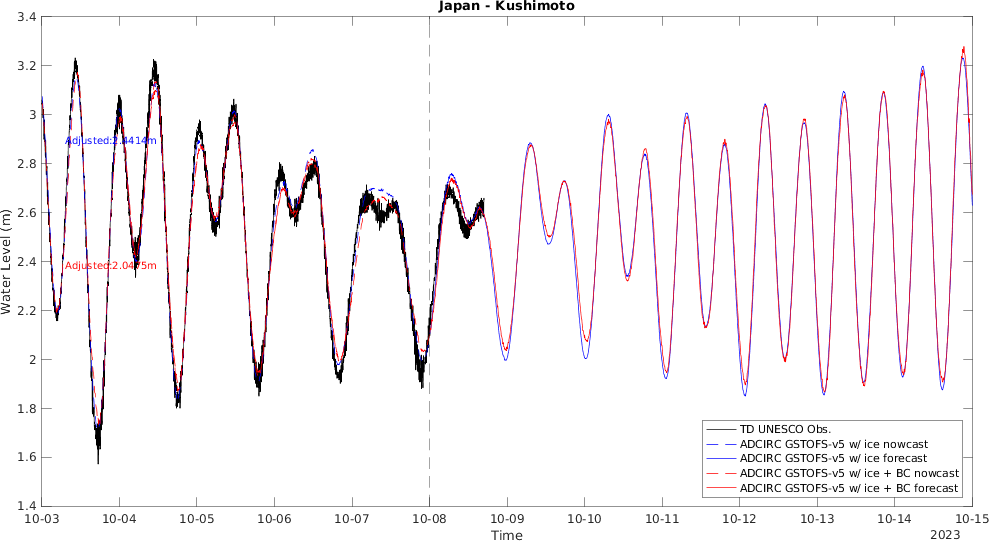 Japan - Kushimoto
3.4
3.2
3
2.8
2.6
2.4
2.2
2
1.8
1.6
1.4
Water Level (m)
Adjusted:2.4414m
Adjusted:2.0475m
TD UNESCO Obs.
ADCIRC GSTOFS-v5 w/ ice nowcast
ADCIRC GSTOFS-v5 w/ ice forecast
ADCIRC GSTOFS-v5 w/ ice + BC nowcast
ADCIRC GSTOFS-v5 w/ ice + BC forecast
10-03 10-04 10-05 10-06 10-07 10-08 10-09 10-10 10-11 10-12 10-13 10-14 10-15
Time
2023